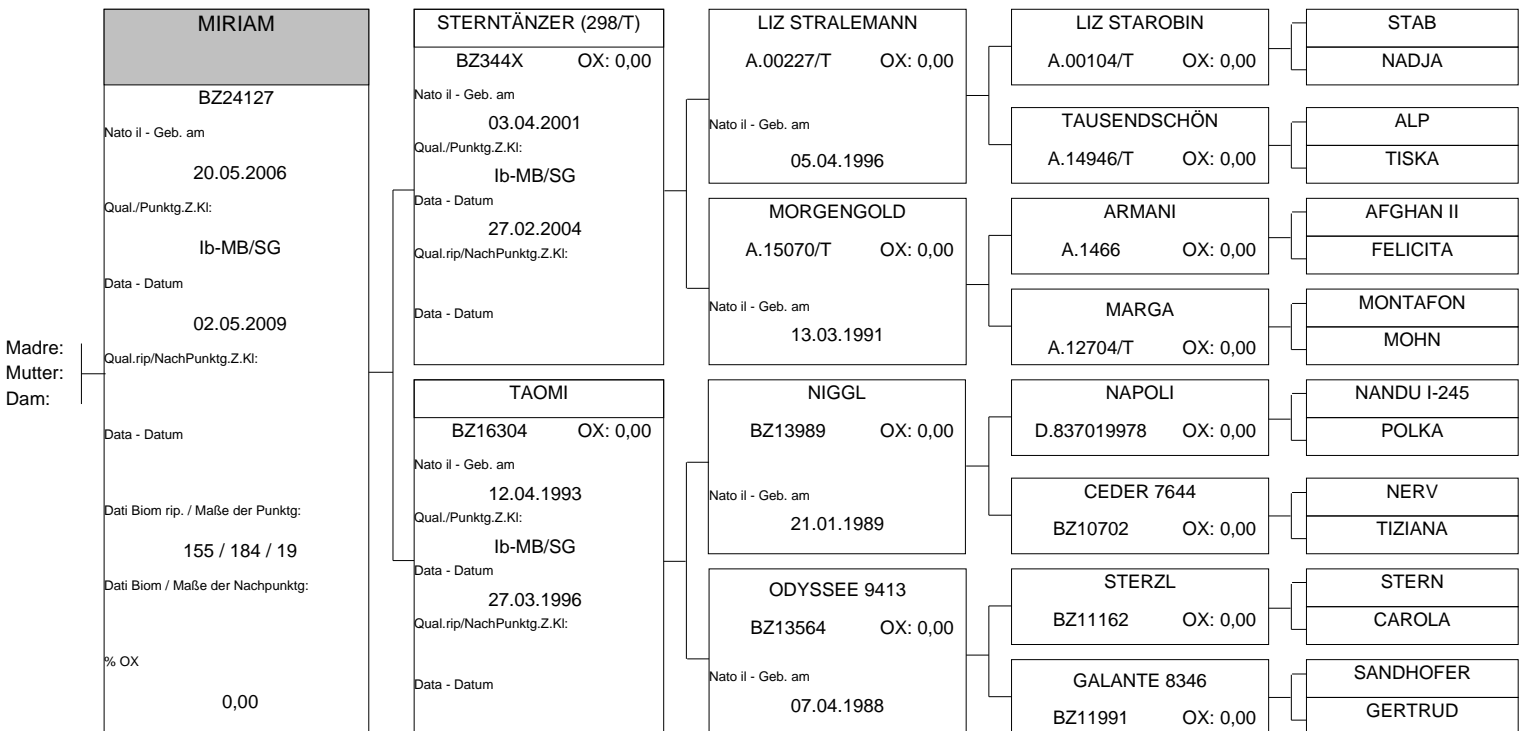 Madre:
Mutter:
Dam:
MIRIAM
BZ24127
Nato il - Geb. am
20.05.2006
Qual./Punktg.Z.Kl:
Ib-MB/SG
Data - Datum
02.05.2009
Qual.rip/NachPunktg.Z.Kl:
Data - Datum
Dati Biom rip. / Maße der Punktg:
155 / 184 / 19
Dati Biom / Maße der Nachpunktg:
% OX
0,00
STERNTÄNZER (298/T)
BZ344X OX: 0,00
Nato il - Geb. am
03.04.2001
Qual./Punktg.Z.Kl:
Ib-MB/SG
Data - Datum
27.02.2004
Qual.rip/NachPunktg.Z.Kl:
Data - Datum
TAOMI
BZ16304 OX: 0,00
Nato il - Geb. am
12.04.1993
Qual./Punktg.Z.Kl:
Ib-MB/SG
Data - Datum
27.03.1996
Qual.rip/NachPunktg.Z.Kl:
Data - Datum
LIZ STRALEMANN
A.00227/T OX: 0,00
Nato il - Geb. am
05.04.1996
MORGENGOLD
A.15070/T OX: 0,00
Nato il - Geb. am
13.03.1991
NIGGL
BZ13989 OX: 0,00
Nato il - Geb. am
21.01.1989
ODYSSEE 9413
BZ13564 OX: 0,00
Nato il - Geb. am
07.04.1988
LIZ STAROBIN
A.00104/T OX: 0,00
TAUSENDSCHÖN
A.14946/T OX: 0,00
ARMANI
A.1466 OX: 0,00
MARGA
A.12704/T OX: 0,00
NAPOLI
D.837019978 OX: 0,00
CEDER 7644
BZ10702 OX: 0,00
STERZL
BZ11162 OX: 0,00
GALANTE 8346
BZ11991 OX: 0,00
STAB
NADJA
ALP
TISKA
AFGHAN II
FELICITA
MONTAFON
MOHN
NANDU I-245
POLKA
NERV
TIZIANA
STERN
CAROLA
SANDHOFER
GERTRUD